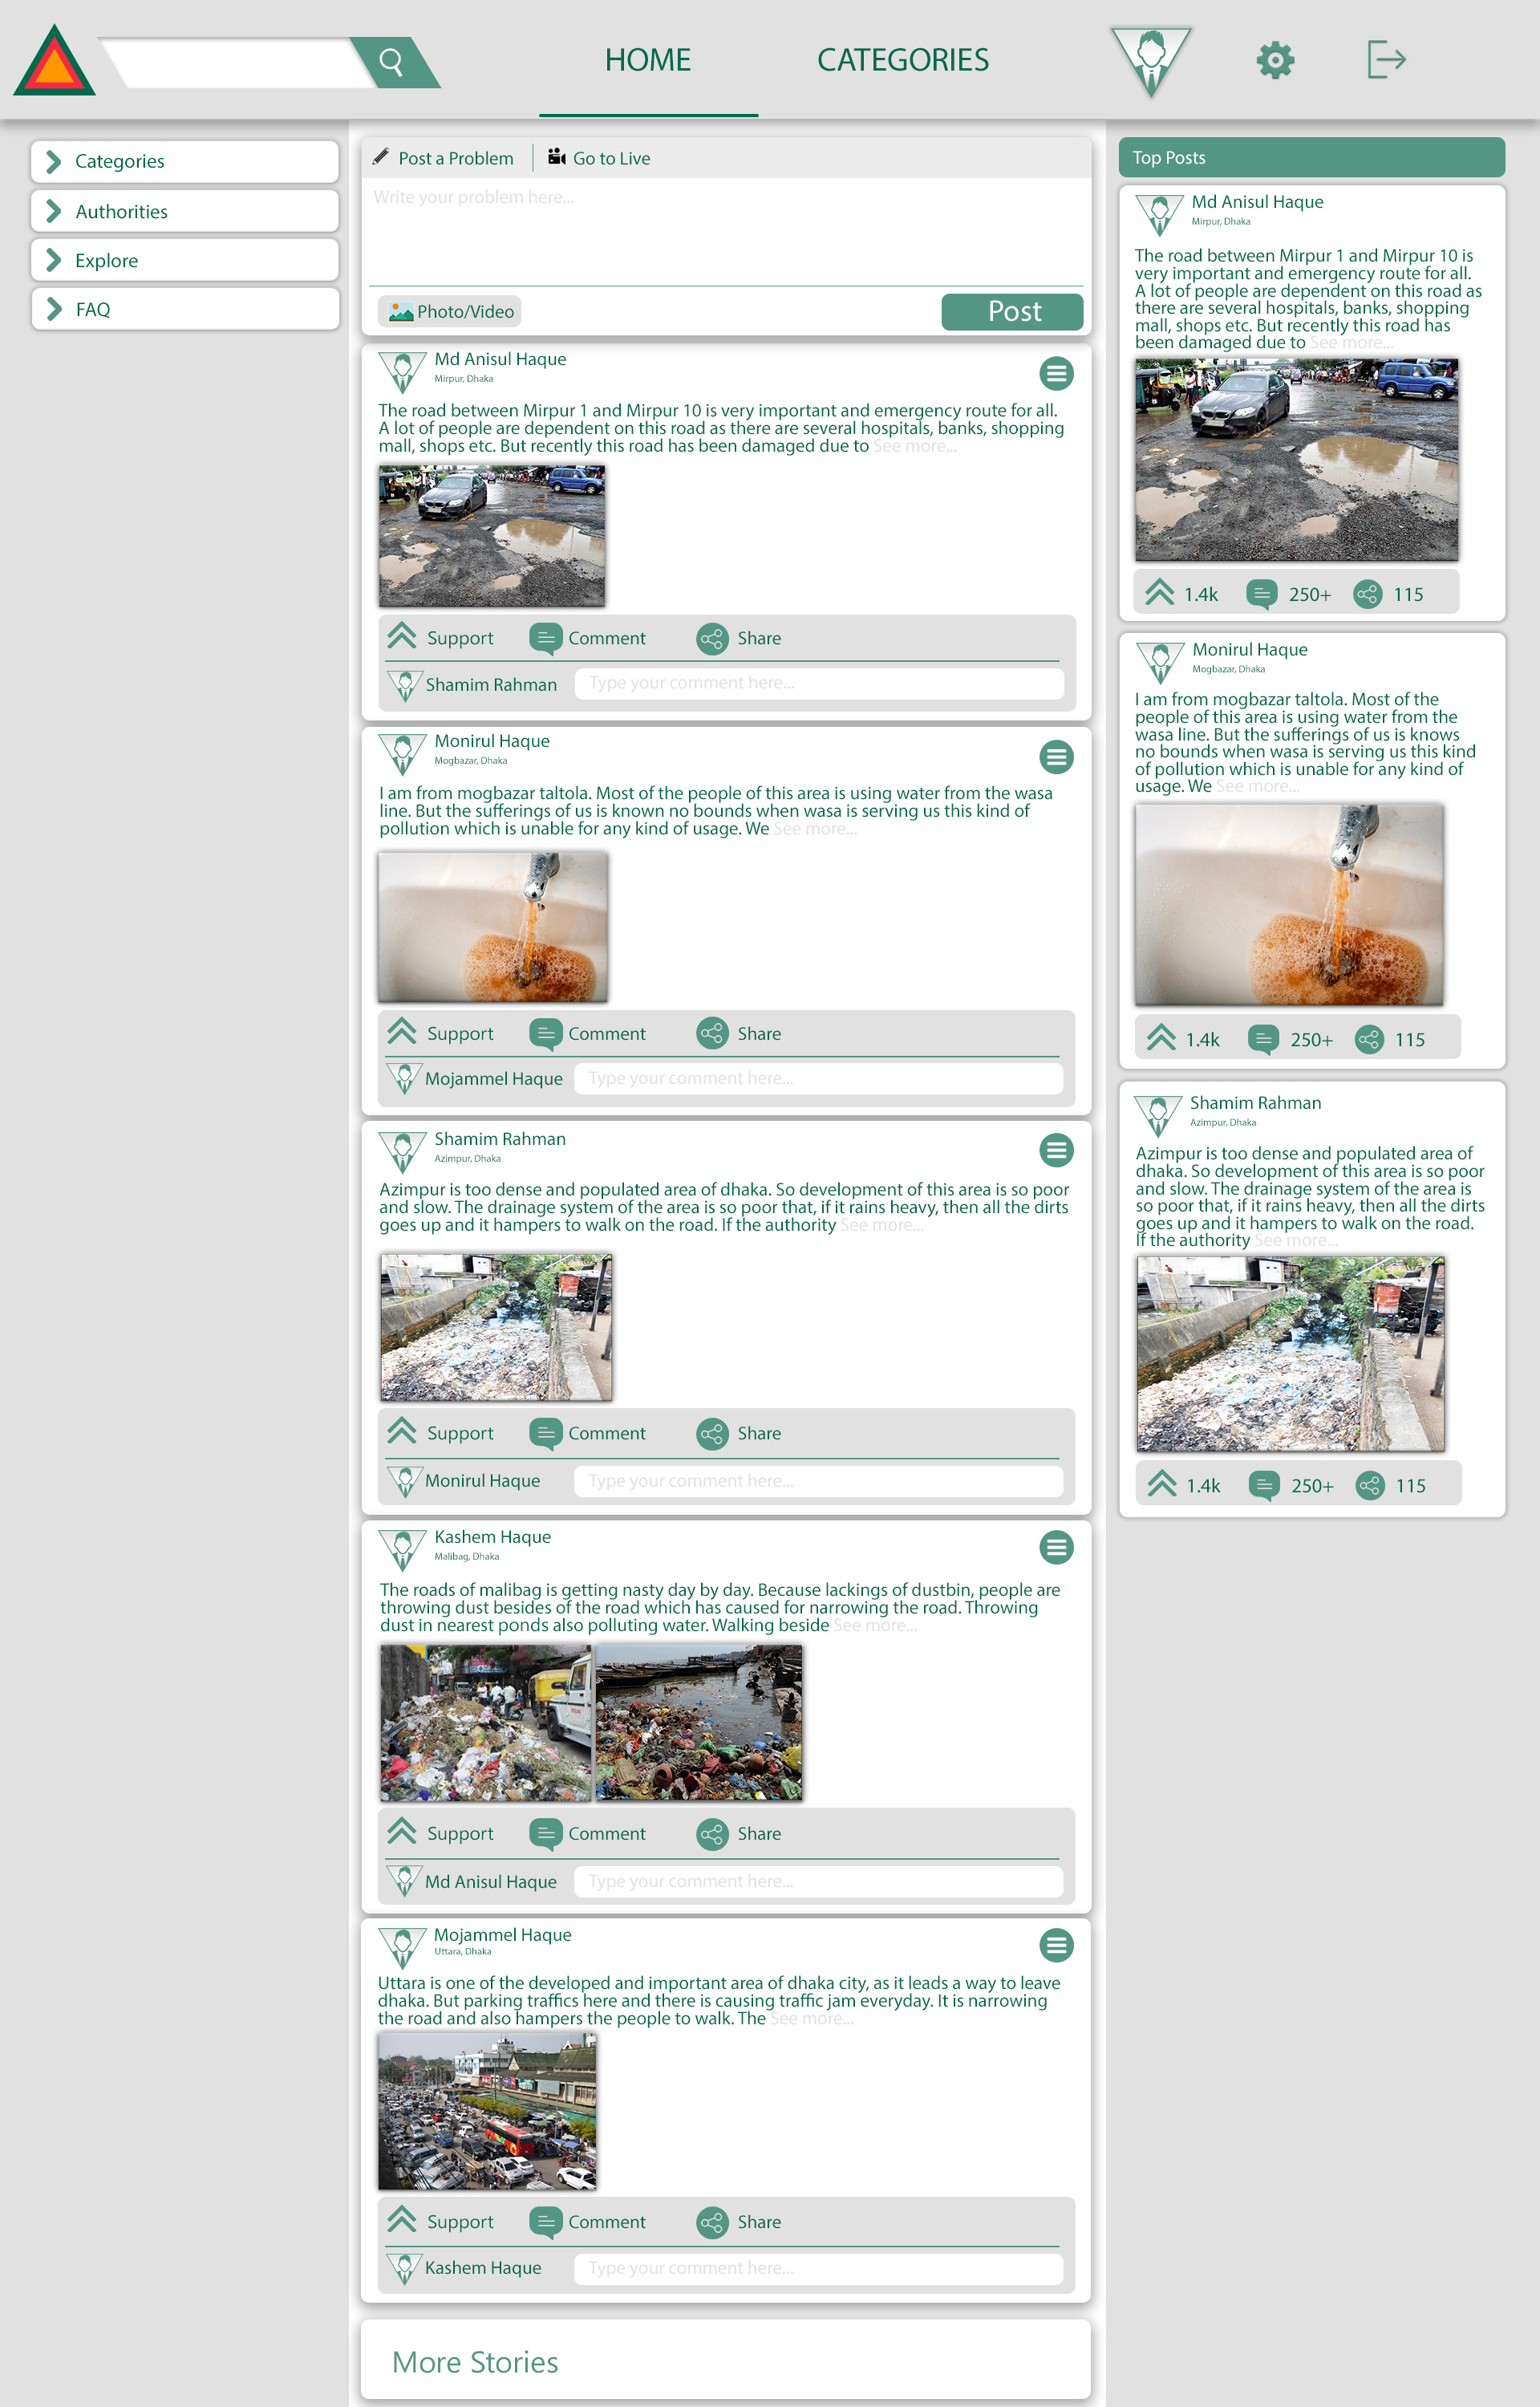 HOME
CATEGORIES
Categories
Authorities
Explore
FAQ
Post a Problem
Go to Live
Write your problem here...
Photo/Video
Post
Md Anisul Haque
Mirpur, Dhaka
The road between Mirpur 1 and Mirpur 10 is very important and emergency route for all.
A lot of people are dependent on this road as there are several hospitals, banks, shopping
mall, shops etc. But recently this road has been damaged due to See more...
Support
Comment
Share
Shamim Rahman
Type your comment here...
Monirul Haque
Mogbazar, Dhaka
I am from mogbazar taltola. Most of the people of this area is using water from the wasa
line. But the sufferings of us is known no bounds when wasa is serving us this kind of
pollution which is unable for any kind of usage. We See more...
Support
Comment
Share
Mojammel Haque
Type your comment here...
Shamim Rahman
Azimpur, Dhaka
Azimpur is too dense and populated area of dhaka. So development of this area is so poor
and slow. The drainage system of the area is so poor that, if it rains heavy, then all the dirts
goes up and it hampers to walk on the road. If the authority See more...
Support
Comment
Share
Monirul Haque
Type your comment here...
Kashem Haque
Malibag, Dhaka
The roads of malibag is getting nasty day by day. Because lackings of dustbin, people are
throwing dust besides of the road which has caused for narrowing the road. Throwing
dust in nearest ponds also polluting water. Walking beside See more...
Support
Comment
Share
Md Anisul Haque
Type your comment here...
Mojammel Haque
Uttara, Dhaka
Uttara is one of the developed and important area of dhaka city, as it leads a way to leave
dhaka. But parking traffics here and there is causing traffic jam everyday. It is narrowing
the road and also hampers the people to walk. The See more...
Support
Comment
Share
Kashem Haque
Type your comment here...
More Stories
Top Posts
Md Anisul Haque
Mirpur, Dhaka
The road between Mirpur 1 and Mirpur 10 is
very important and emergency route for all.
A lot of people are dependent on this road as
there are several hospitals, banks, shopping
mall, shops etc. But recently this road has
been damaged due to See more...
1.4k
250+
115
Monirul Haque
Mogbazar, Dhaka
I am from mogbazar taltola. Most of the
people of this area is using water from the
wasa line. But the sufferings of us is knows
no bounds when wasa is serving us this kind
of pollution which is unable for any kind of
usage. We See more...
1.4k
250+
115
Shamim Rahman
Azimpur, Dhaka
Azimpur is too dense and populated area of
dhaka. So development of this area is so poor
and slow. The drainage system of the area is
so poor that, if it rains heavy, then all the dirts
goes up and it hampers to walk on the road.
If the authority See more...
1.4k
250+
115